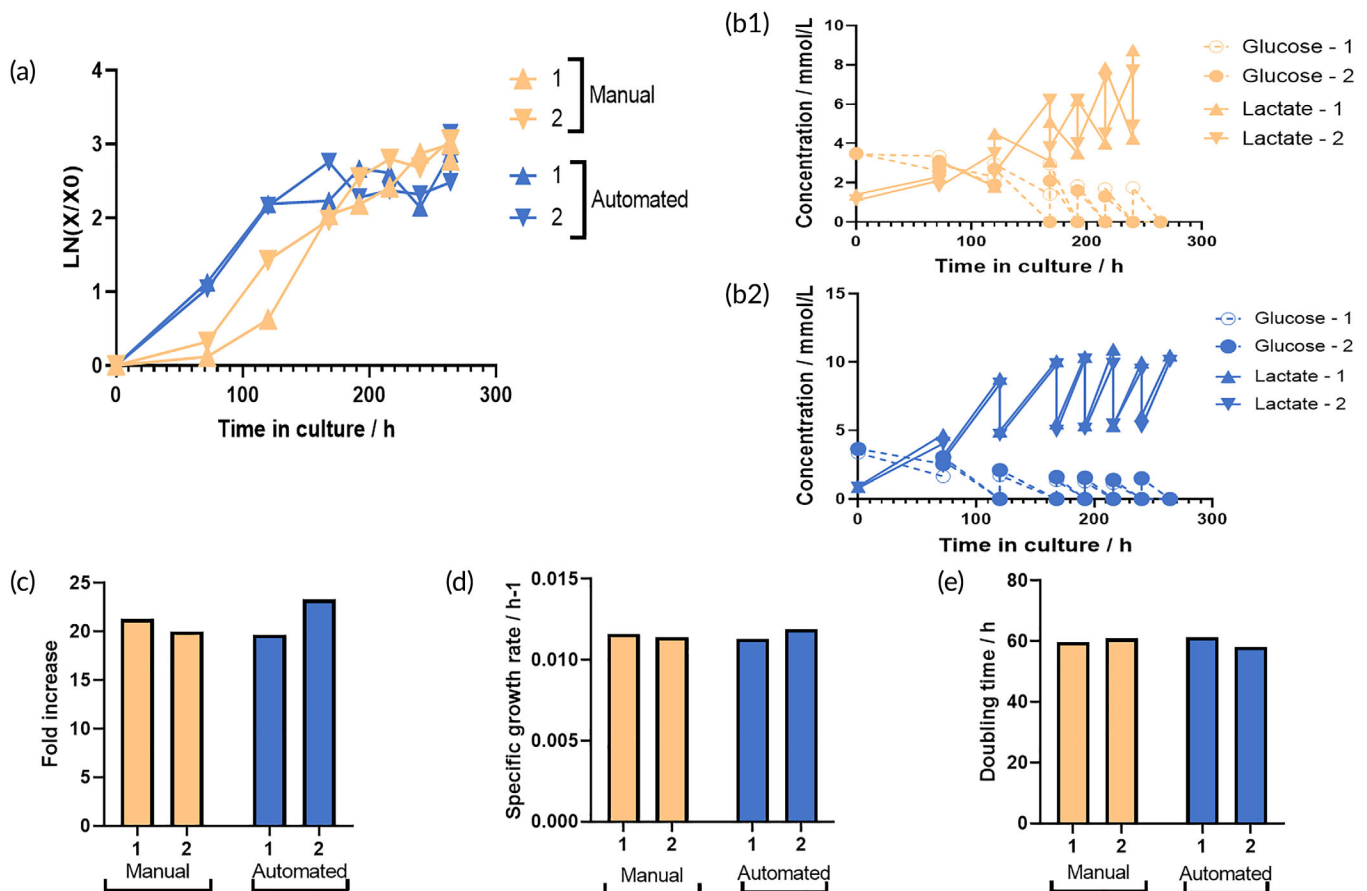 (a)
LN(X/X0)
4
3
2
1
0
0 100 200 300
Time in culture / h
1
2
Manual
1
2
Automated
(b1)
Concentration / mmol/L
10
8
6
4
2
0
0 100 200 300
Time in culture / h
Glucose - 1
Glucose - 2
Lactate - 1
Lactate - 2
(b2)
Concentration / mmol/L
15
10
5
0
0 100 200 300
Time in culture / h
Glucose - 1
Glucose - 2
Lactate - 1
Lactate - 2
(c)
Fold increase
25
20
15
10
5
0
1 2 1 2
Manual Automated
(d)
Specific growth rate / h-1
0.015
0.010
0.005
0.000
1 2 1 2
Manual Automated
(e)
Doubling time / h
80
60
40
20
0
1 2 1 2
Manual Automated